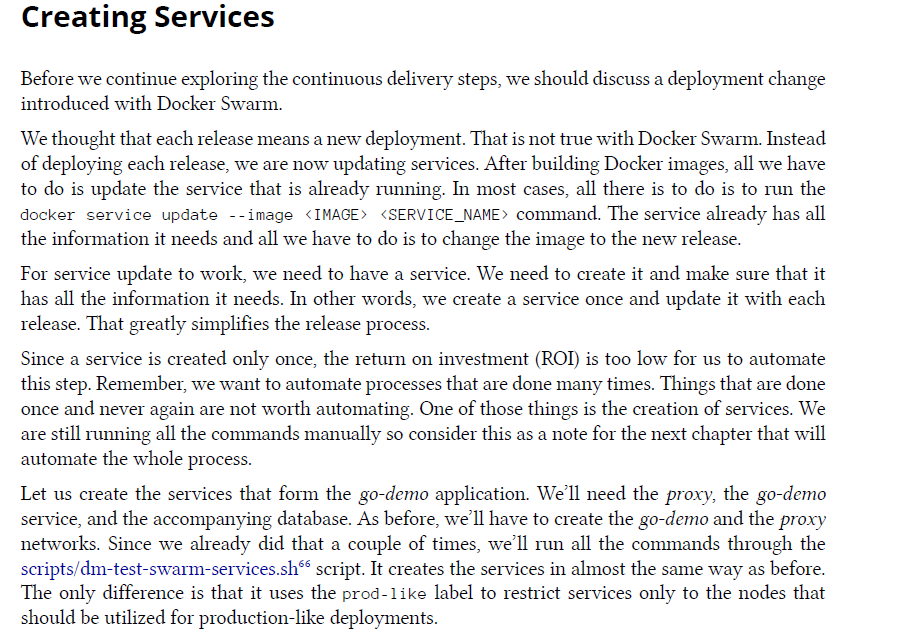 Creating Services
Before we continue exploring the continuous delivery steps, we should discuss a deployment change
introduced with Docker Swarm.
We thought that each release means a new deployment. That is not true with Docker Swarm. Instead
of deploying each release, we are now updating services. After building Docker images, all we have
to do is update the service that is already running. In most cases, all there is to do is to run the
docker service update --image <IMAGE> <SERVICE_NAME> command. The service already has all
the information it needs and all we have to do is to change the image to the new release.
For service update to work, we need to have a service. We need to create it and make sure that it
has all the information it needs. In other words, we create a service once and update it with each
release. That greatly simplifies the release process.
Since a service is created only once, the return on investment (ROI) is too low for us to automate
this step. Remember, we want to automate processes that are done many times. Things that are done
once and never again are not worth automating. One of those things is the creation of services. We
are still running all the commands manually so consider this as a note for the next chapter that will
automate the whole process.
Let us create the services that form the go-demo application. We’ll need the proxy, the go-demo
service, and the accompanying database. As before, we’ll have to create the go-demo and the proxy
networks. Since we already did that a couple of times, we’ll run all the commands through the
scripts/dm-test-swarm-services.sh⁶⁶ script. It creates the services in almost the same way as before.
The only difference is that it uses the prod-like label to restrict services only to the nodes that
should be utilized for production-like deployments.